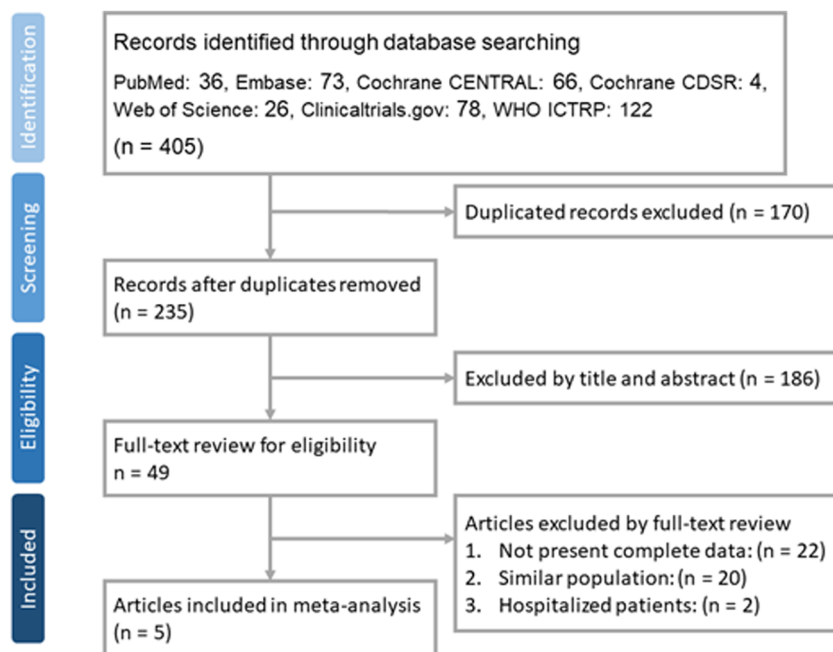 Identification
Records identified through database searching
PubMed: 36, Embase: 73, Cochrane CENTRAL: 66, Cochrane CDSR: 4,
Web of Science: 26, Clinicaltrials.gov: 78, WHO ICTRP: 122
(n = 405)
Screening
Duplicated records excluded (n = 170)
Records after duplicates removed
(n = 235)
Eligibility
Excluded by title and abstract (n = 186)
Full-text review for eligibility
n = 49
Included
Articles excluded by full-text review
1. Not present complete data: (n = 22)
2. Similar population: (n = 20)
3. Hospitalized patients: (n = 2)
Articles included in meta-analysis
(n = 5)